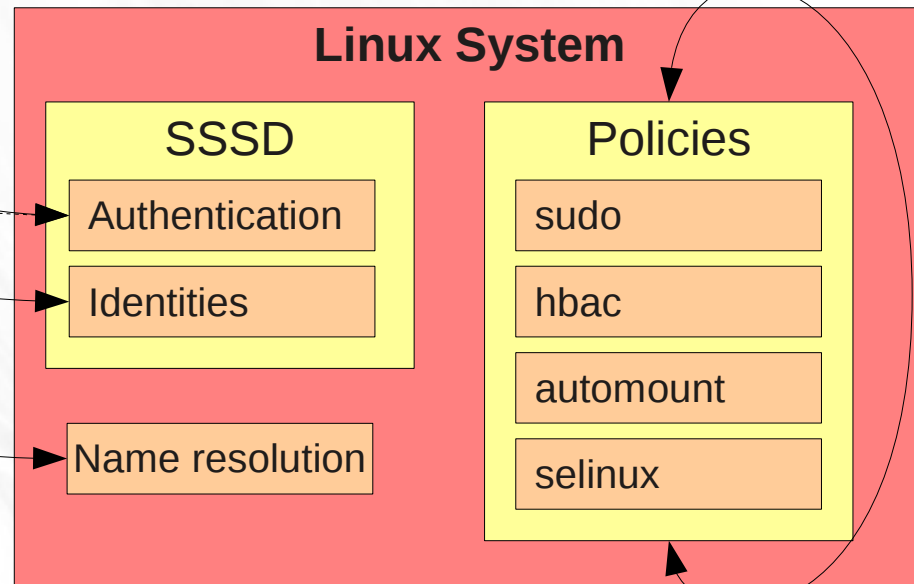 Linux System
SSSD
Authentication
Identities
Name resolution
Policies
sudo
hbac
automount
selinux